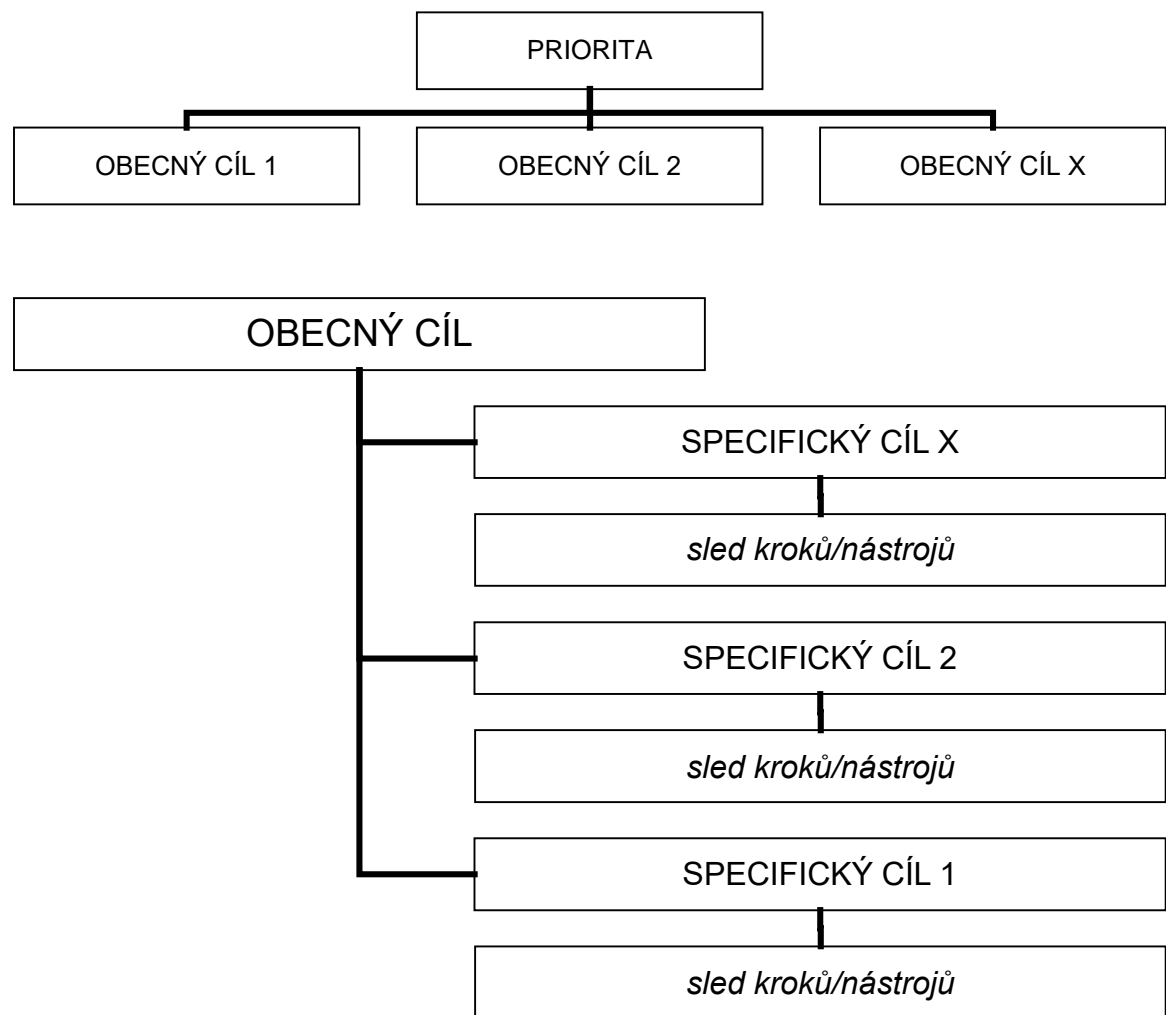 PRIORITA
OBECNÝ CÍL 1
OBECNÝ CÍL 2
OBECNÝ CÍL X
OBECNÝ CÍL
SPECIFICKÝ CÍL X
sled kroků/nástrojů
SPECIFICKÝ CÍL 2
sled kroků/nástrojů
SPECIFICKÝ CÍL 1
sled kroků/nástrojů